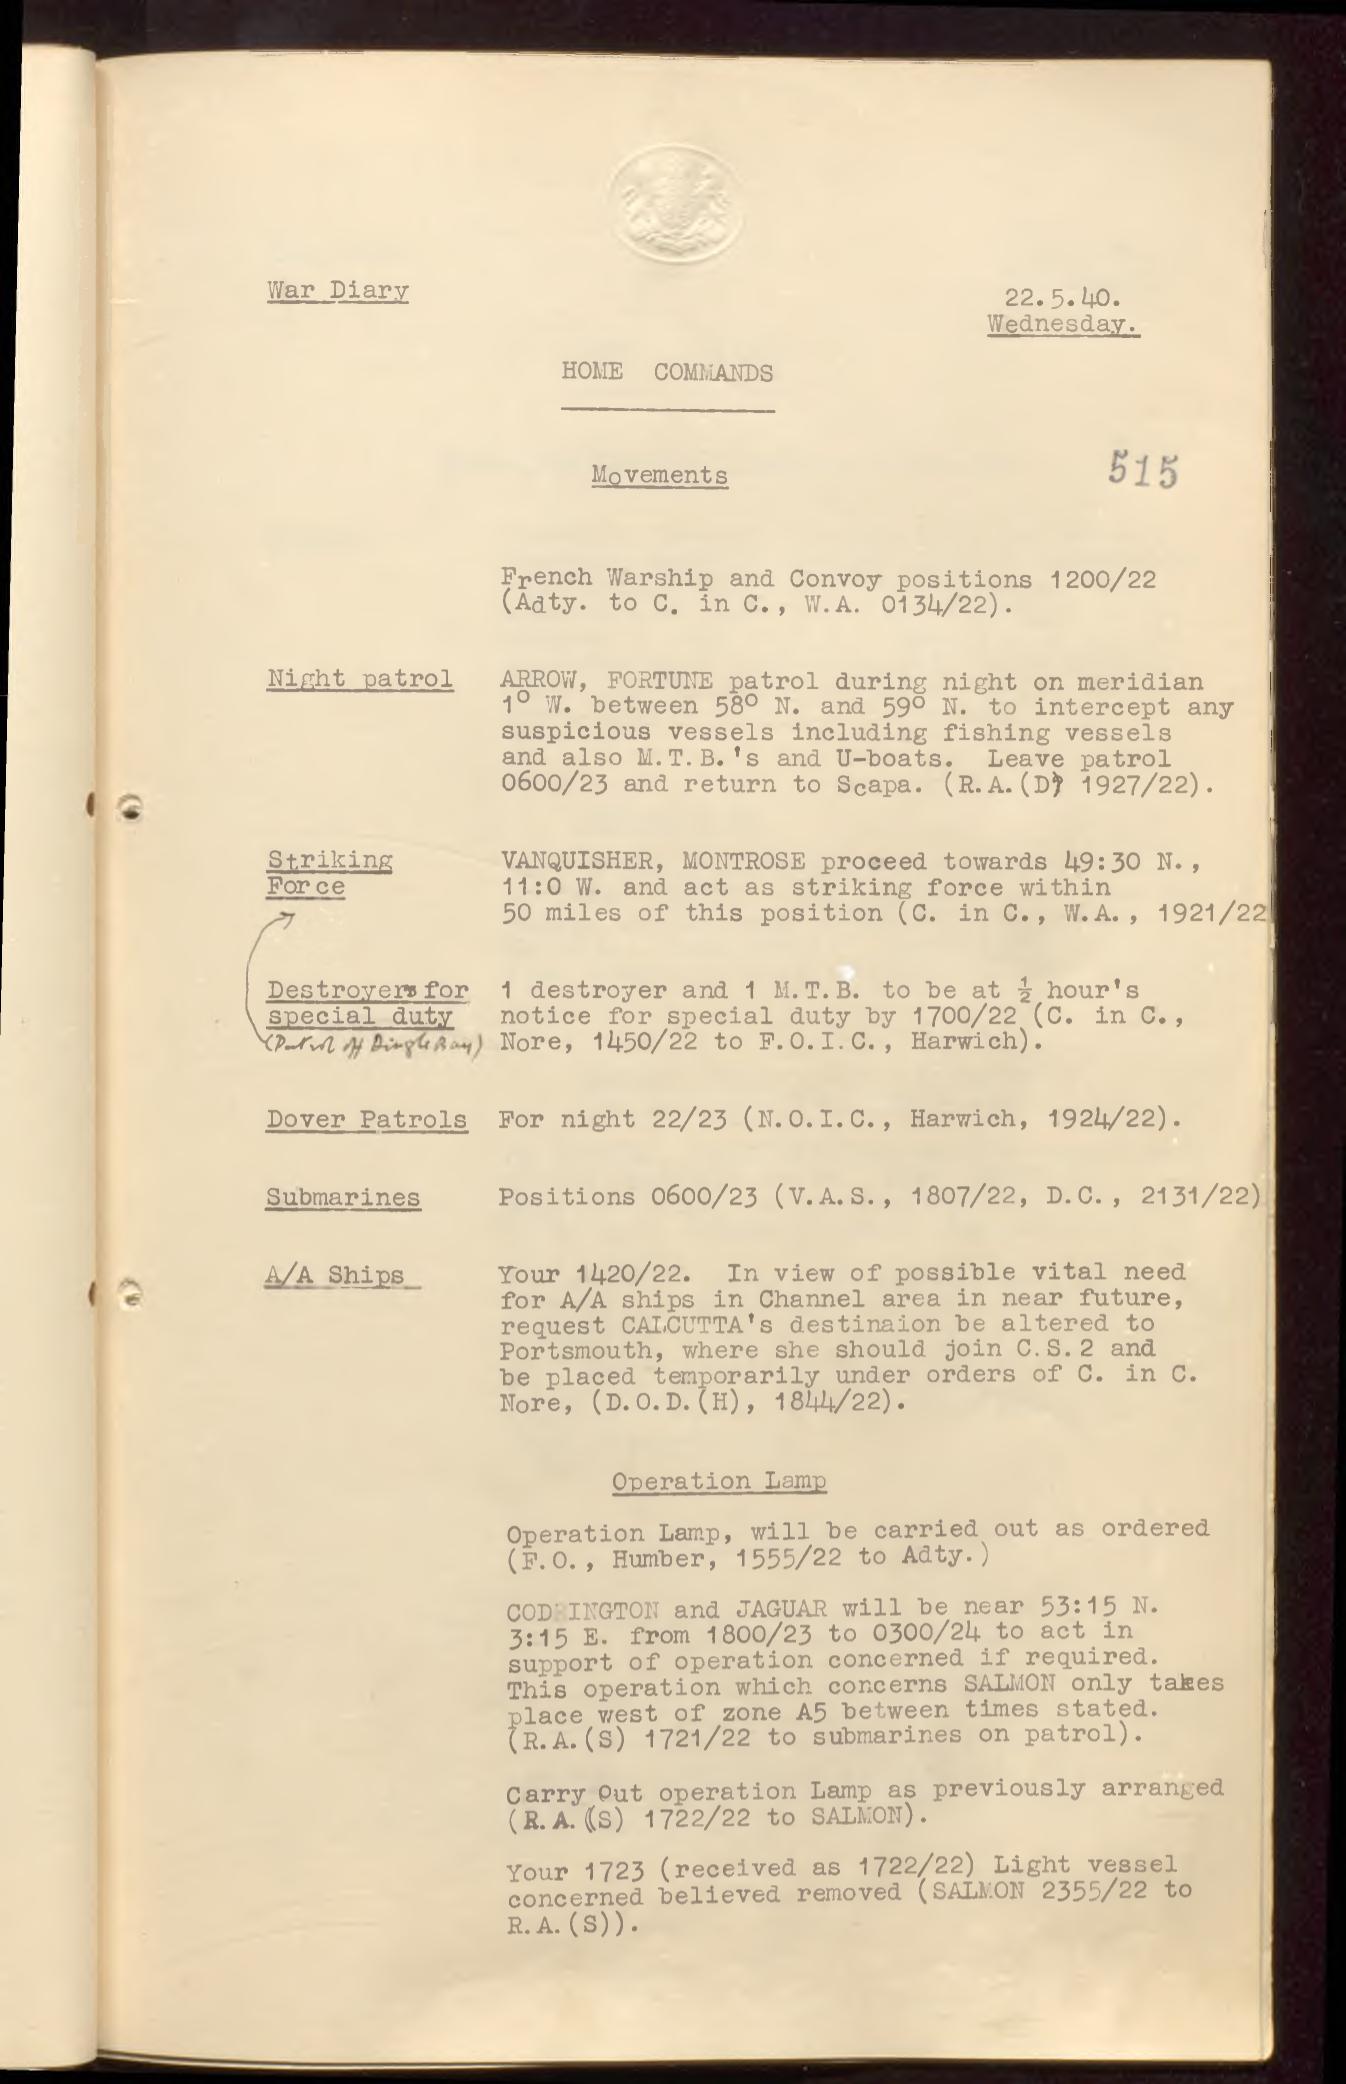 War Diary
22.5.40.
Wednesday.
HOME COMMANDS
Movements
515
French Warship and Convoy positions 1200/22
(Adty. to C. in C., W.A. 0134/22).
Night patrol
ARROW, FORTUNE patrol during night on meridian
1º W. between 58º N. and 59º N. to intercept any
suspicious vessels including fishing vessels
and also M.T.B.'s and U-boats. Leave patrol
0600/23 and return to Scapa. (R.A.(D) 1927/22).
Striking
Force
VANQUISHER, MONTROSE proceed towards 49:30 N.,
11:0 W. and act as striking force within
50 miles of this position (C. in C., W.A., 1921/22
Destroyers for
special duty
(Patrol off Dingle Bay)
1 destroyer and 1 M.T.B. to be at ½ hour's
notice for special duty by 1700/22 (C. in C.,
Nore, 1450/22 to F.O.I.C., Harwich).
Dover Patrols
For night 22/23 (N.O.I.C., Harwich, 1924/22).
Submarines
Positions 0600/23 (V.A.S., 1807/22, D.C., 2131/22)
A/A Ships
Your 1420/22. In view of possible vital need
for A/A ships in Channel area in near future,
request CALCUTTA's destinaion be altered to
Portsmouth, where she should join C.S.2 and
be placed temporarily under orders of C. in C.
Nore, (D.O.D.(H), 1844/22).
Operation Lamp
Operation Lamp, will be carried out as ordered
(F.O., Humber, 1555/22 to Adty.)
CODRINGTON and JAGUAR will be near 53:15 N.
3:15 E. from 1800/23 to 0300/24 to act in
support of operation concerned if required.
This operation which concerns SALMON only takes
place west of zone A5 between times stated.
(R.A.(S) 1721/22 to submarines on patrol).
Carry Out operation Lamp as previously arranged
(R.A.(S) 1722/22 to SALMON).
Your 1723 (received as 1722/22) Light vessel
concerned believed removed (SALMON 2355/22 to
R.A.(S)).